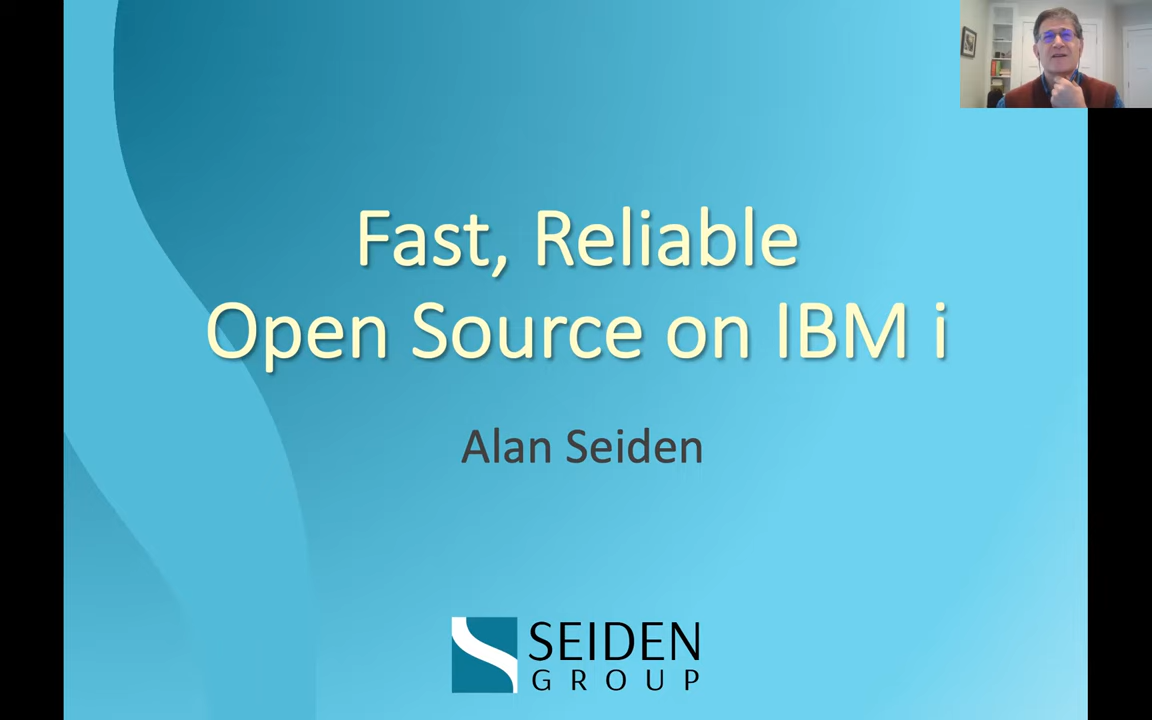 Fast, Reliable
Open Source on IBM i
Alan Seiden
SEIDEN
GROUP